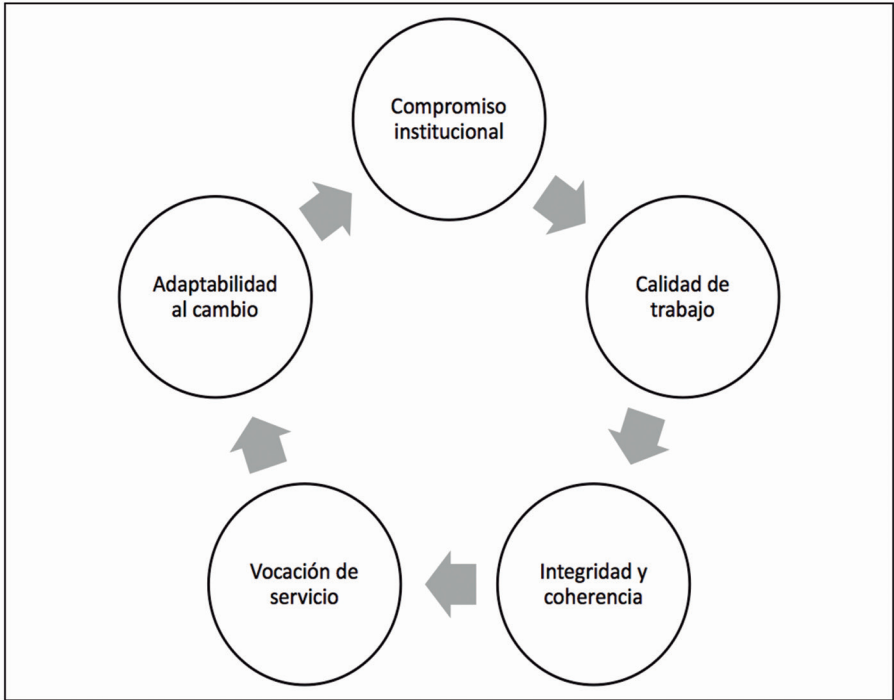 Compromiso
institucional
Calidad de
trabajo
Integridad y
coherencia
Vocación de
servicio
Adaptabilidad
al cambio